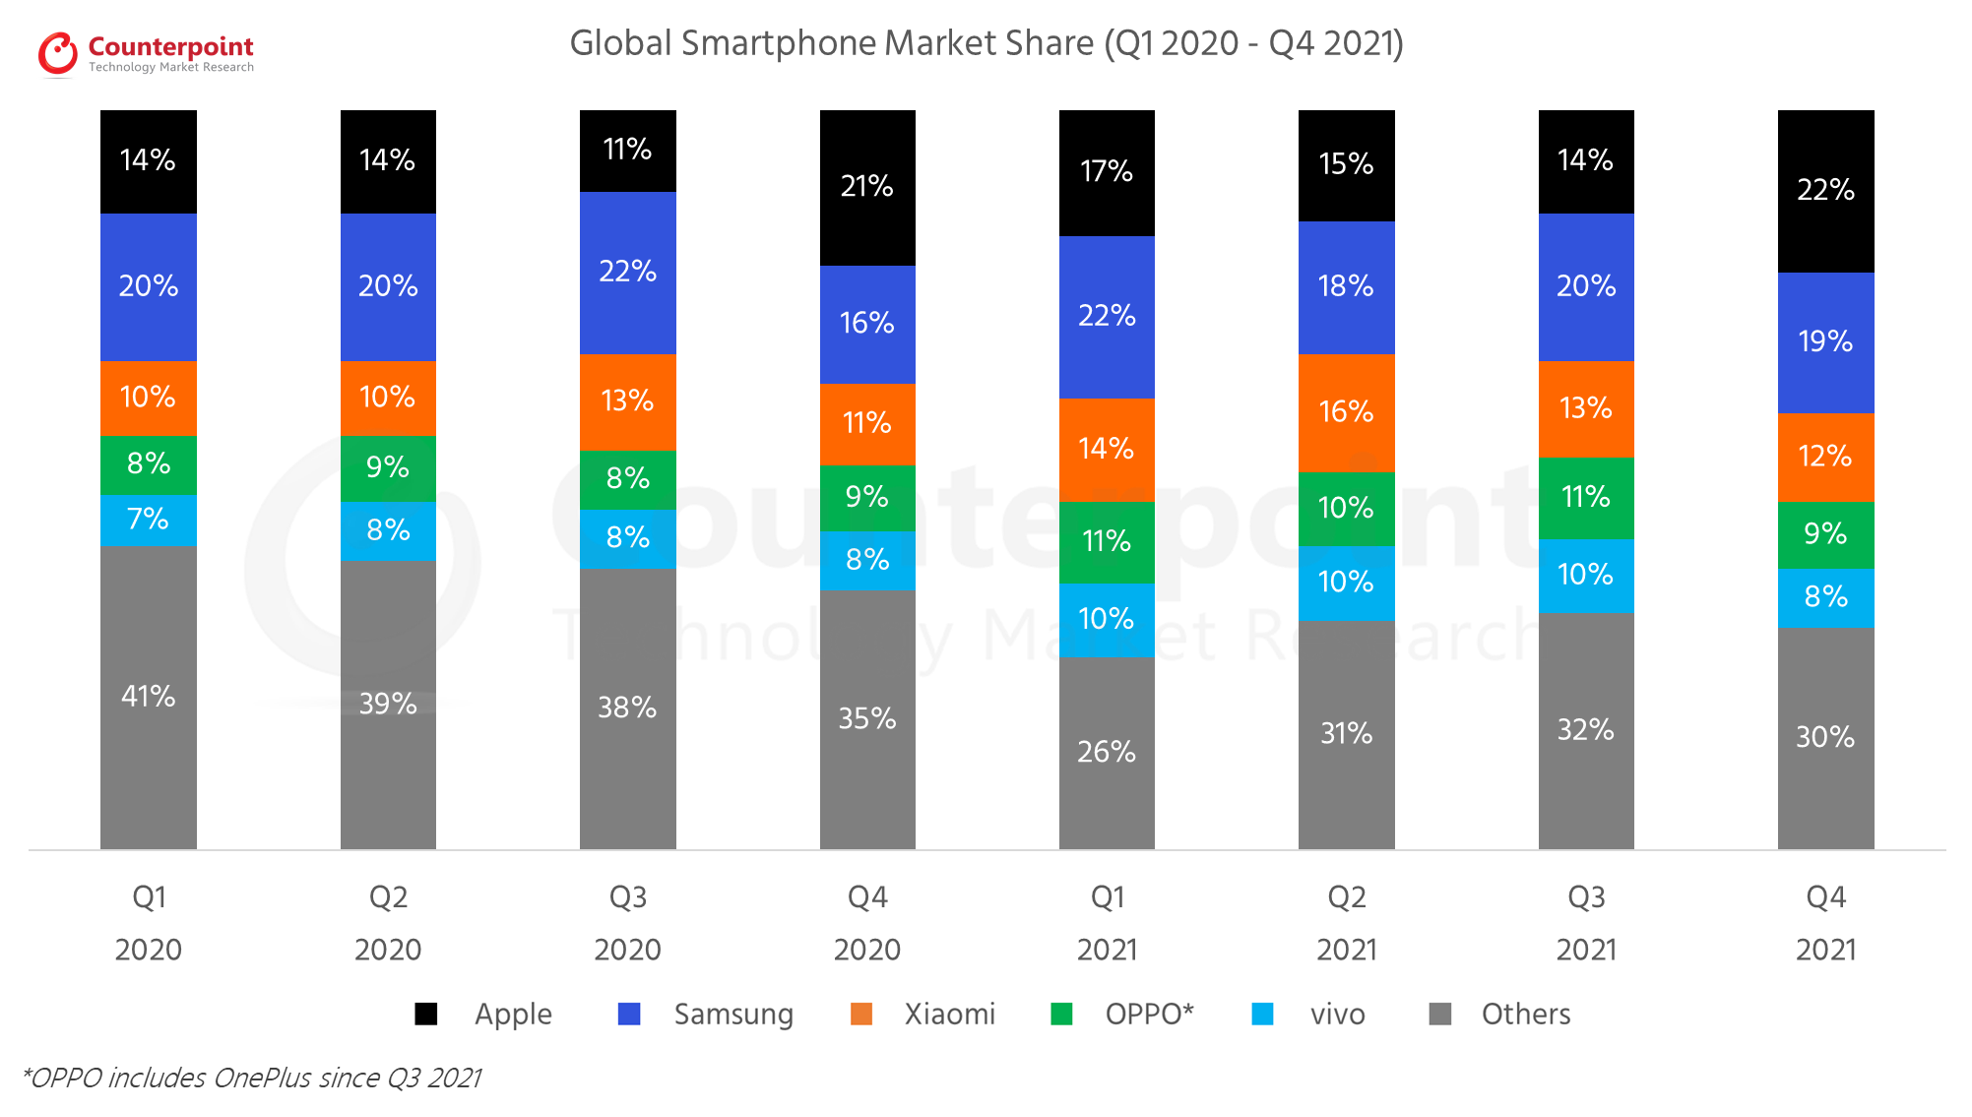 Counterpoint
Technology Market Research
Global Smartphone Market Share (Q1 2020 - Q4 2021)
14% 14% 11% 21% 17% 15% 14% 22%
20% 20% 22% 16% 22% 18% 20% 19%
10% 10% 13% 11% 14% 16% 13% 12%
8% 9% 8% 9% 11% 10% 11% 9%
7% 8% 8% 8% 10% 10% 10% 8%
41% 39% 38% 35% 26% 31% 32% 30%
Counterpoint
Technology Market Research
Q1 Q2 Q3 Q4 Q1 Q2 Q3 Q4
2020 2020 2020 2020 2021 2021 2021 2021
Apple Samsung Xiaomi OPPO* vivo Others
*OPPO includes OnePlus since Q3 2021